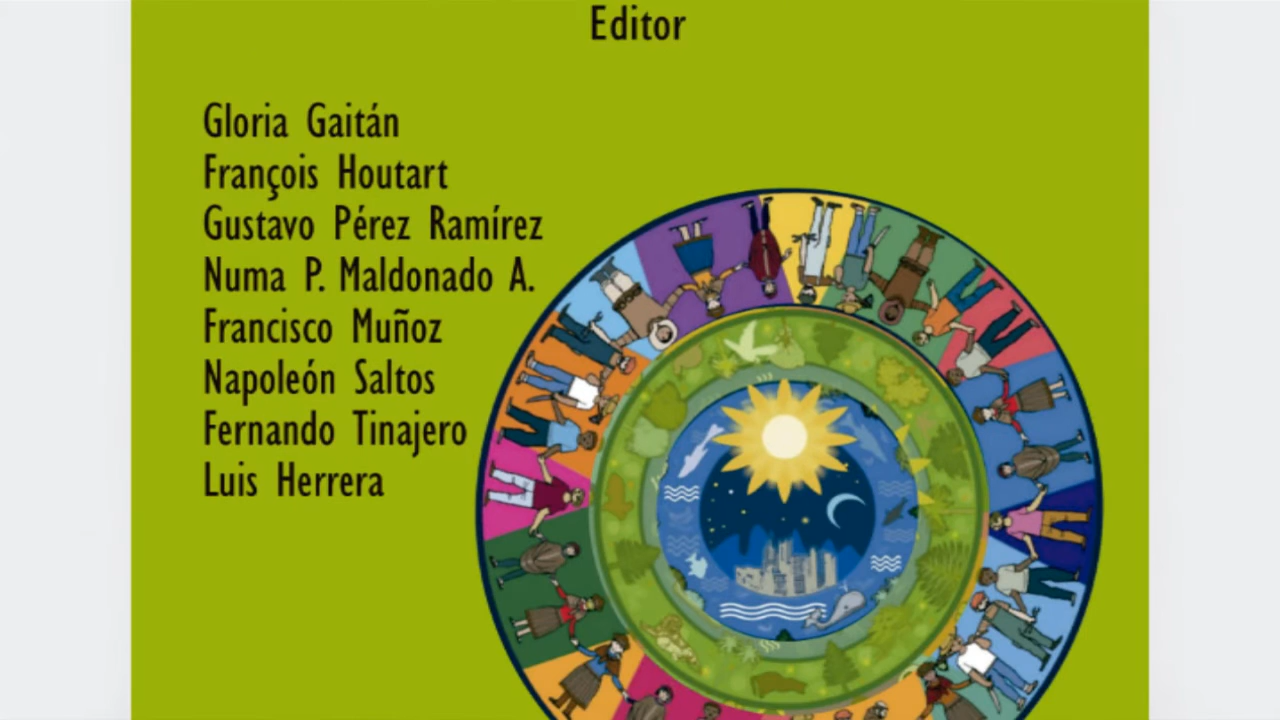 Editor
Gloria Gaitán
François Houtart
Gustavo Pérez Ramírez
Numa P. Maldonado A.
Francisco Muñoz
Napoleón Saltos
Fernando Tinajero
Luis Herrera